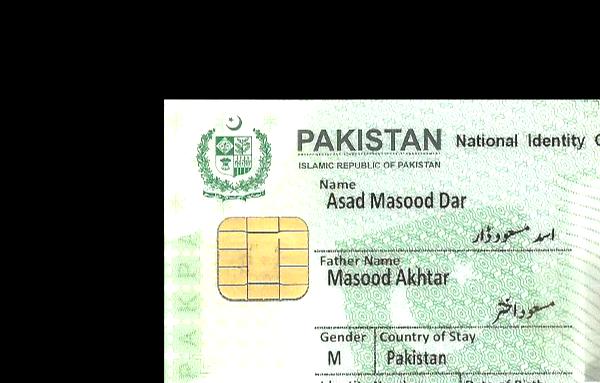 PAKISTAN National Identity
ISLAMIC REPUBLIC OF PAKISTAN
Name
Asad Masood Dar
اسد مسعود ڈار
Father Name
Masood Akhtar
مسعود اختر
Gender Country of Stay
M Pakistan